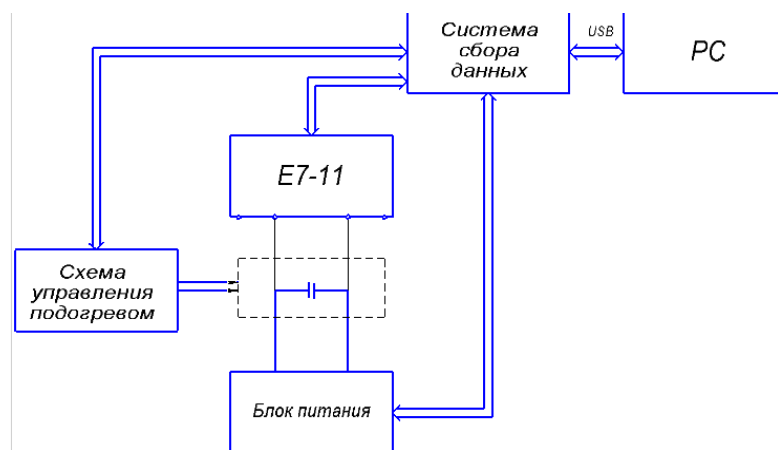 Система
сбора
данных
USB
PC
E7-11
Схема
управления
подогревом
Блок питания